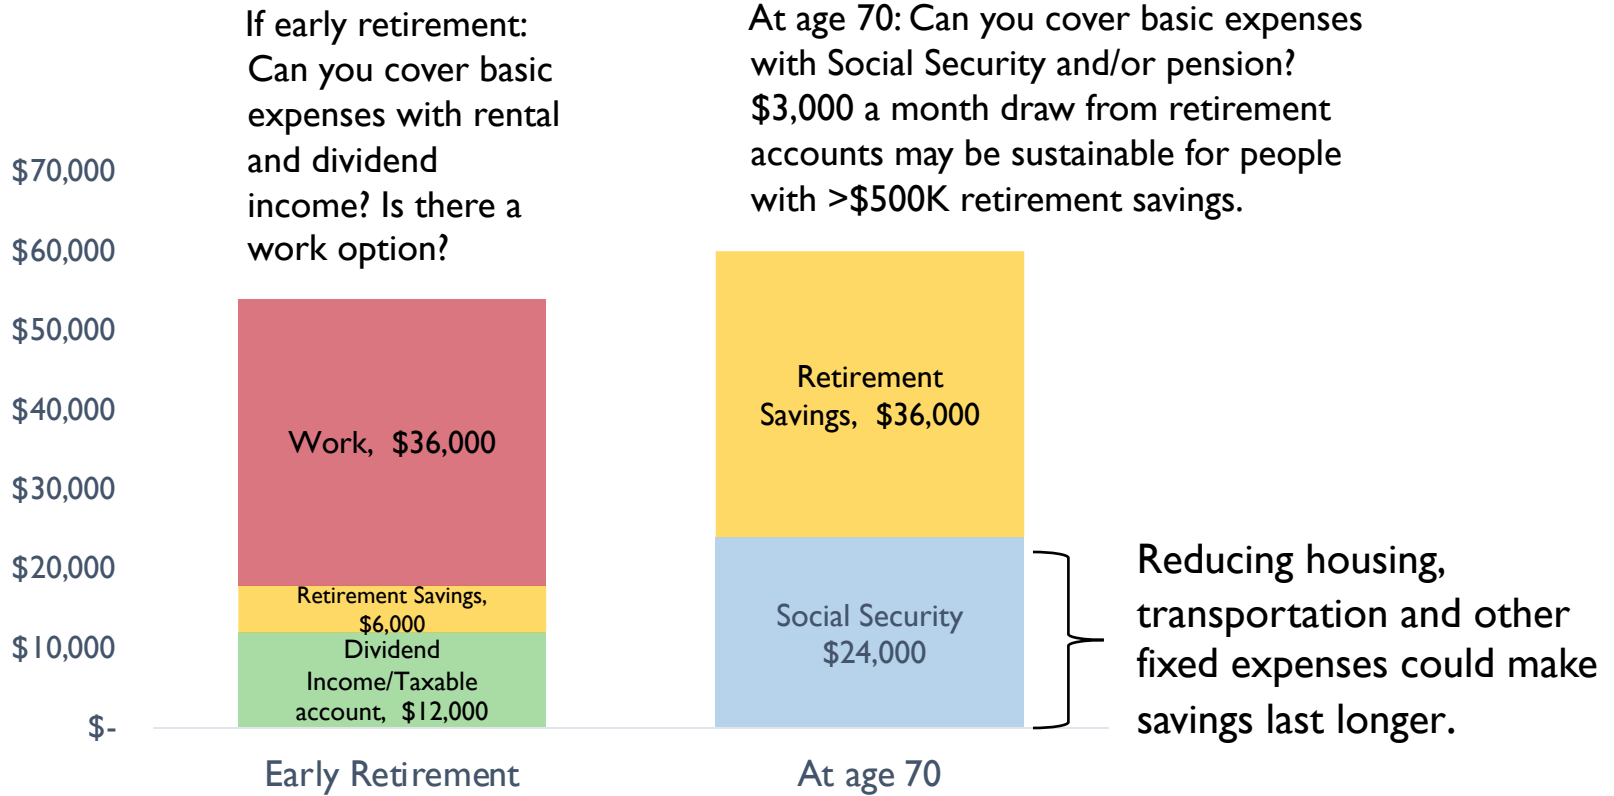 If early retirement:
Can you cover basic
expenses with rental
and dividend
income? Is there a
work option?
At age 70: Can you cover basic expenses
with Social Security and/or pension?
$3,000 a month draw from retirement
accounts may be sustainable for people
with >$500K retirement savings.
$70,000
$60,000
$50,000
$40,000
$30,000
$20,000
$10,000
$-
Work, $36,000
Retirement Savings,
$6,000
Dividend
Income/Taxable
account, $12,000
Retirement
Savings, $36,000
Social Security
$24,000
Reducing housing,
transportation and other
fixed expenses could make
savings last longer.
Early Retirement
At age 70